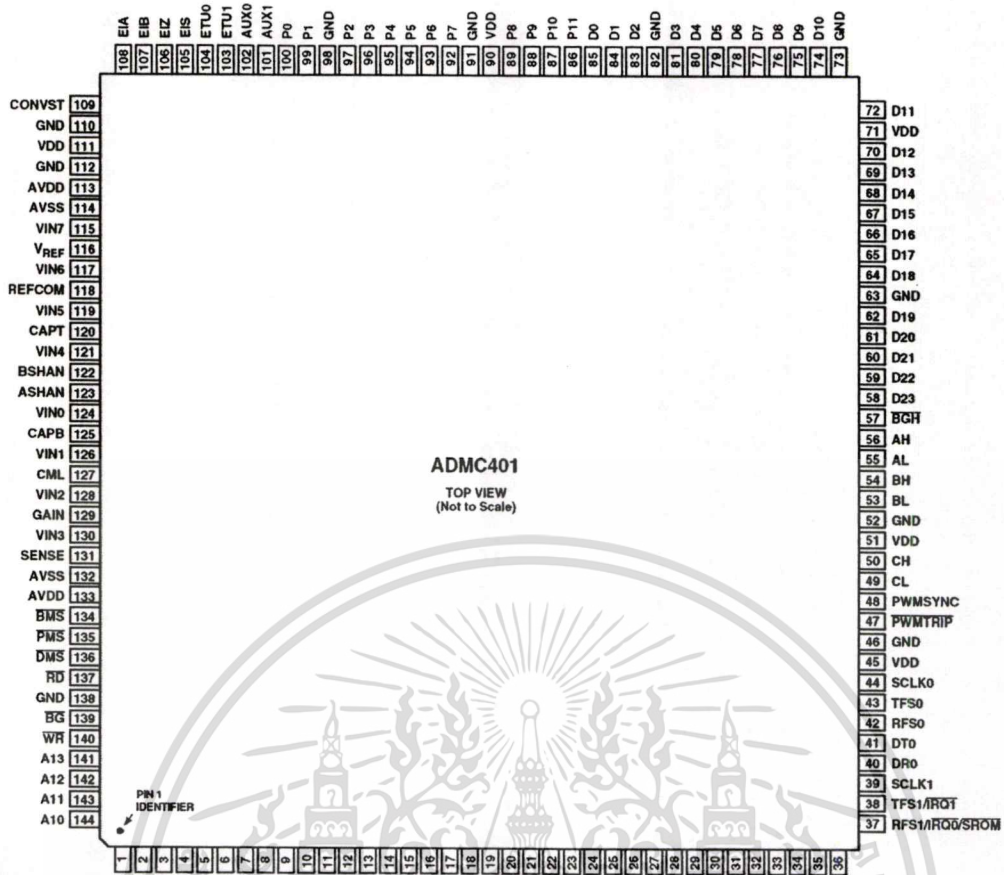 EIA
EIB
EIZ
EIS
ETU0
ETU1
AUX0
AUX1
P0
P1
GND
P2
P3
P4
P5
P6
P7
GND
VDD
P8
P9
P10
P11
D0
D1
D2
GND
D3
D4
D5
D6
D7
D8
D9
D10
GND
108
107
106
105
104
103
102
101
100
99
98
97
96
95
94
93
92
91
90
89
88
87
86
85
84
83
82
81
80
79
78
77
76
75
74
73
CONVST 109
GND 110
VDD 111
GND 112
AVDD 113
AVSS 114
VIN7 115
VREF 116
VIN6 117
REFCOM 118
VIN5 119
CAPT 120
VIN4 121
BSHAN 122
ASHAN 123
VIN0 124
CAPB 125
VIN1 126
CML 127
VIN2 128
GAIN 129
VIN3 130
SENSE 131
AVSS 132
AVDD 133
BMS 134
PMS 135
DMS 136
RD 137
GND 138
BG 139
WR 140
A13 141
A12 142
A11 143
A10 144
ADMC401
TOP VIEW
(Not to Scale)
PIN 1
IDENTIFIER
72 D11
71 VDD
70 D12
69 D13
68 D14
67 D15
66 D16
65 D17
64 D18
63 GND
62 D19
61 D20
60 D21
59 D22
58 D23
57 BGH
56 AH
55 AL
54 BH
53 BL
52 GND
51 VDD
50 CH
49 CL
48 PWMSYNC
47 PWMTRIP
46 GND
45 VDD
44 SCLK0
43 TFS0
42 RFS0
41 DT0
40 DR0
39 SCLK1
38 TFS1/IRQ1
37 RFS1/IRQ0/SROM
1
2
3
4
5
6
7
8
9
10
11
12
13
14
15
16
17
18
19
20
21
22
23
24
25
26
27
28
29
30
31
32
33
34
35
36